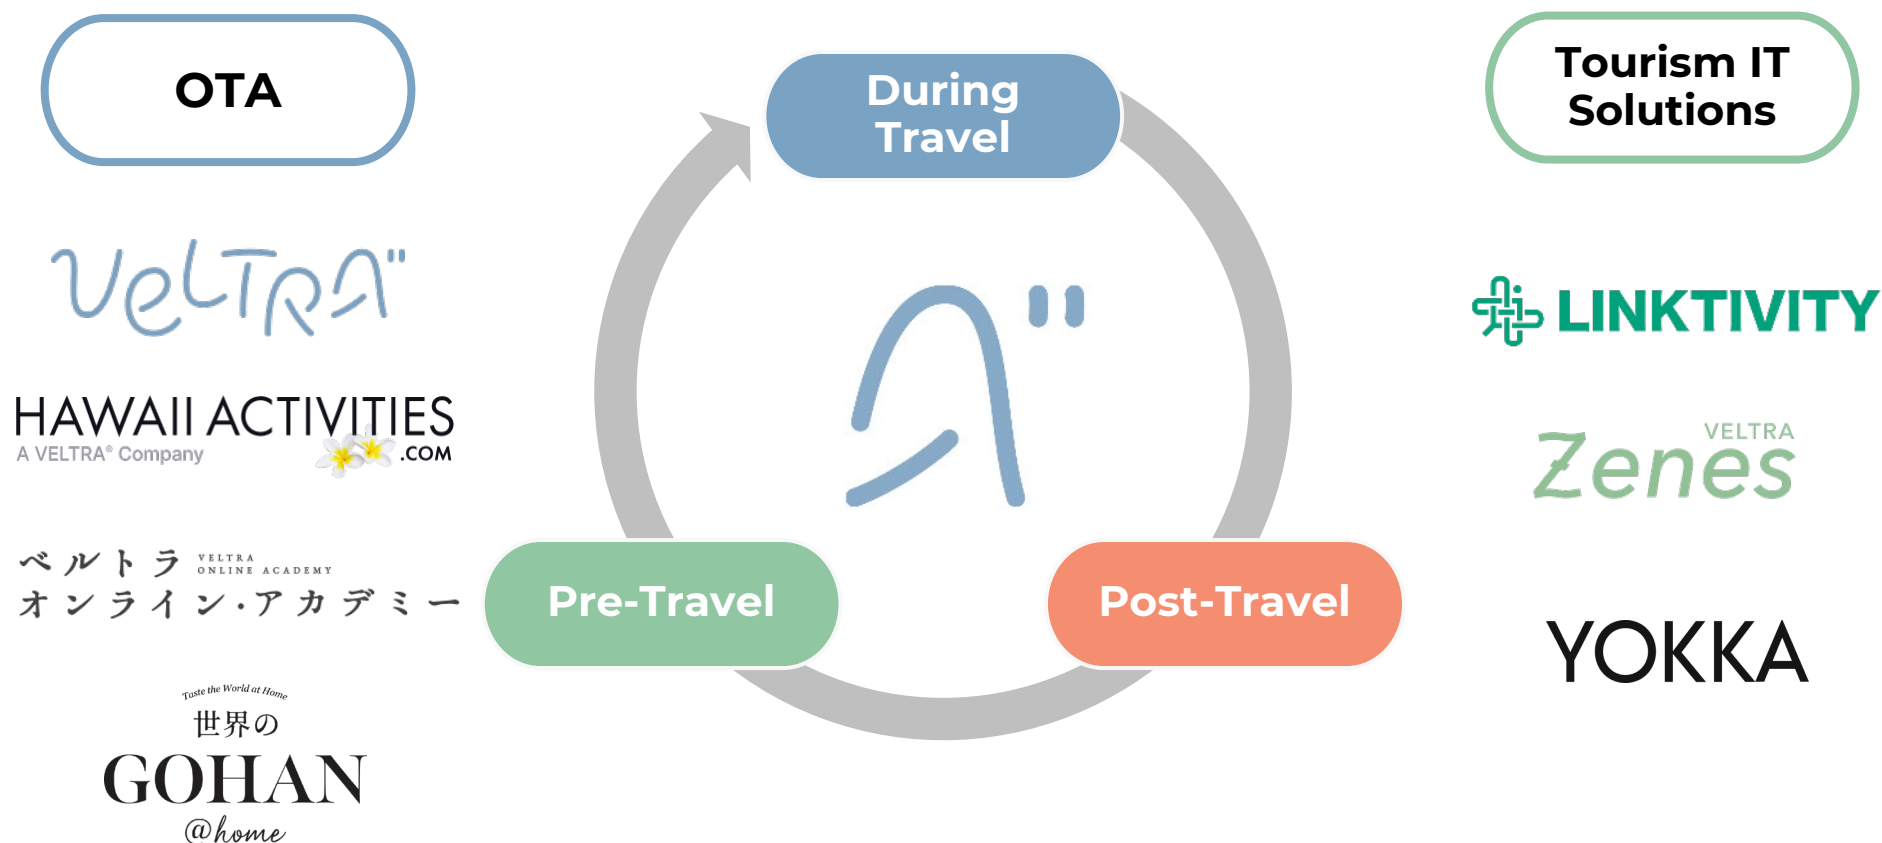 OTA
VELTRA
HAWAII ACTIVITIES
A VELTRA® Company
.COM
ベルトラ
VELTRA
ONLINE ACADEMY
オンライン・アカデミー
Taste the World at Home
世界の
GOHAN
@home
During
Travel
Pre-Travel
Post-Travel
Tourism IT
Solutions
LINKTIVITY
VELTRA
Zenes
YOKKA